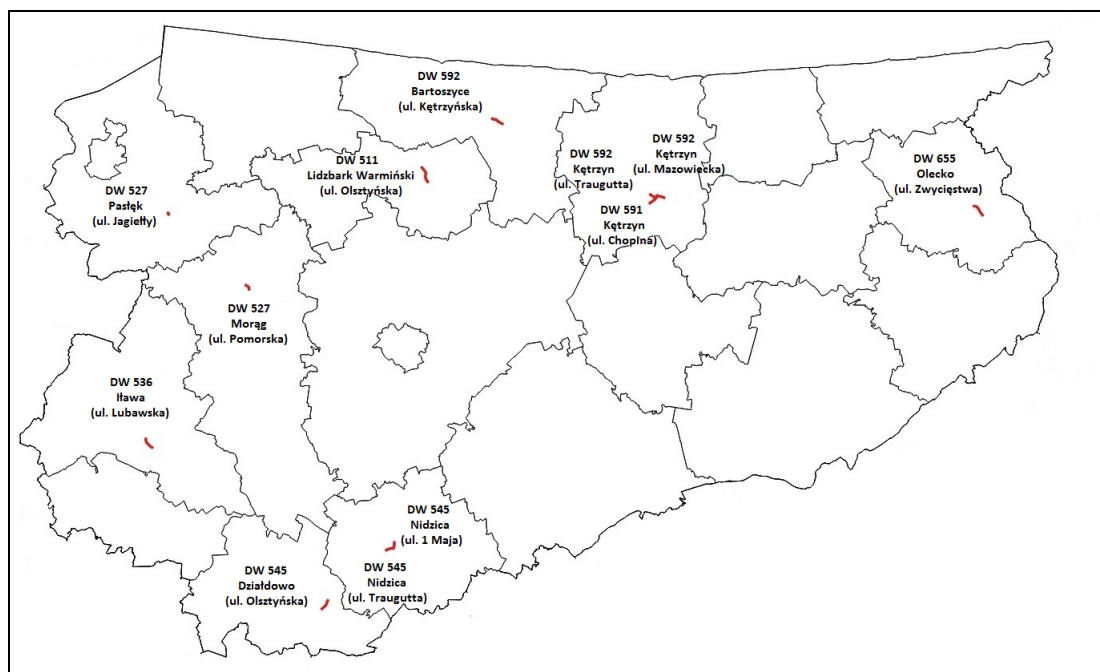 DW 592
Bartoszyce
(ul. Kętrzyńska)
DW 592
Kętrzyn
(ul. Mazowiecka)
DW 592
Kętrzyn
(ul. Traugutta)
DW 511
Lidzbark Warmiński
(ul. Olsztyńska)
DW 655
Olecko
(ul. Zwycięstwa)
DW 527
Pasłęk
(ul. Jagiełły)
DW 591
Kętrzyn
(ul. Chopina)
DW 527
Morąg
(ul. Pomorska)
DW 536
Iława
(ul. Lubawska)
DW 545
Nidzica
(ul. 1 Maja)
DW 545
Nidzica
(ul. Traugutta)
DW 545
Działdowo
(ul. Olsztyńska)